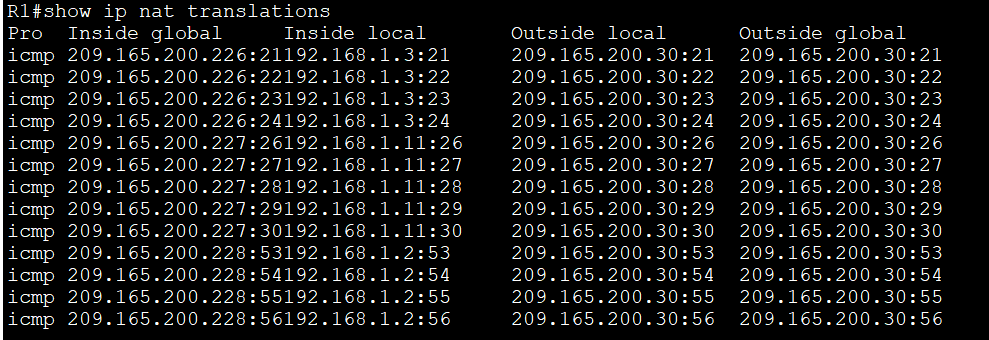 R1#show ip nat translations
Pro  Inside global     Inside local       Outside local      Outside global
icmp 209.165.200.226:21192.168.1.3:21     209.165.200.30:21  209.165.200.30:21
icmp 209.165.200.226:22192.168.1.3:22     209.165.200.30:22  209.165.200.30:22
icmp 209.165.200.226:23192.168.1.3:23     209.165.200.30:23  209.165.200.30:23
icmp 209.165.200.226:24192.168.1.3:24     209.165.200.30:24  209.165.200.30:24
icmp 209.165.200.227:26192.168.1.11:26    209.165.200.30:26  209.165.200.30:26
icmp 209.165.200.227:27192.168.1.11:27    209.165.200.30:27  209.165.200.30:27
icmp 209.165.200.227:28192.168.1.11:28    209.165.200.30:28  209.165.200.30:28
icmp 209.165.200.227:29192.168.1.11:29    209.165.200.30:29  209.165.200.30:29
icmp 209.165.200.227:30192.168.1.11:30    209.165.200.30:30  209.165.200.30:30
icmp 209.165.200.228:53192.168.1.2:53     209.165.200.30:53  209.165.200.30:53
icmp 209.165.200.228:54192.168.1.2:54     209.165.200.30:54  209.165.200.30:54
icmp 209.165.200.228:55192.168.1.2:55     209.165.200.30:55  209.165.200.30:55
icmp 209.165.200.228:56192.168.1.2:56     209.165.200.30:56  209.165.200.30:56